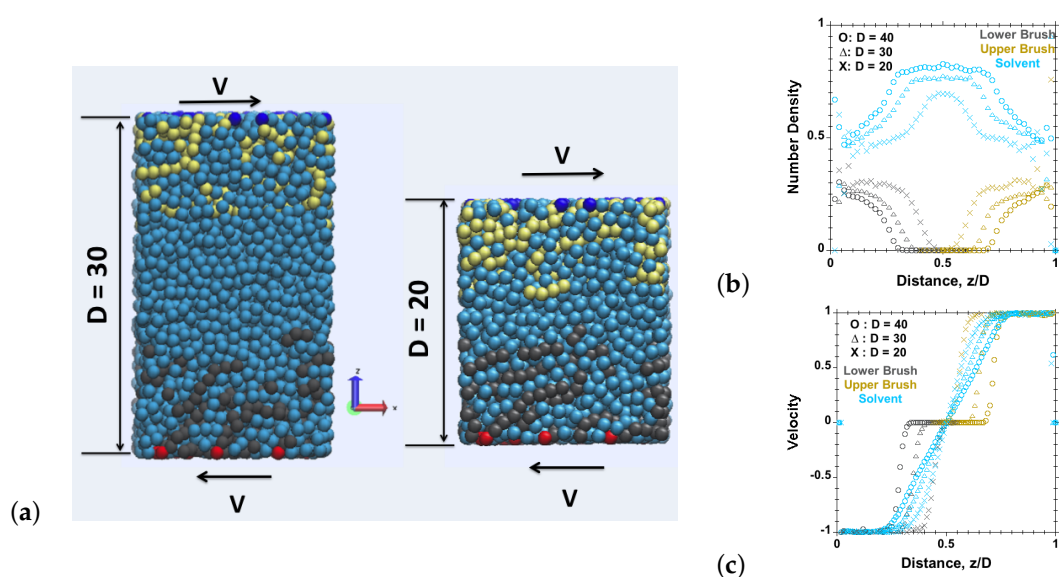 (a)
V
D = 30
V
z
x
V
D = 20
V
(b)
Number Density
1
0.5
0
O: D = 40
Δ: D = 30
X: D = 20
Lower Brush
Upper Brush
Solvent
0 0.5 1
Distance, z/D
(c)
Velocity
1
0.5
0
-0.5
-1
O : D = 40
Δ : D = 30
X : D = 20
Lower Brush
Upper Brush
Solvent
0 0.5 1
Distance, z/D